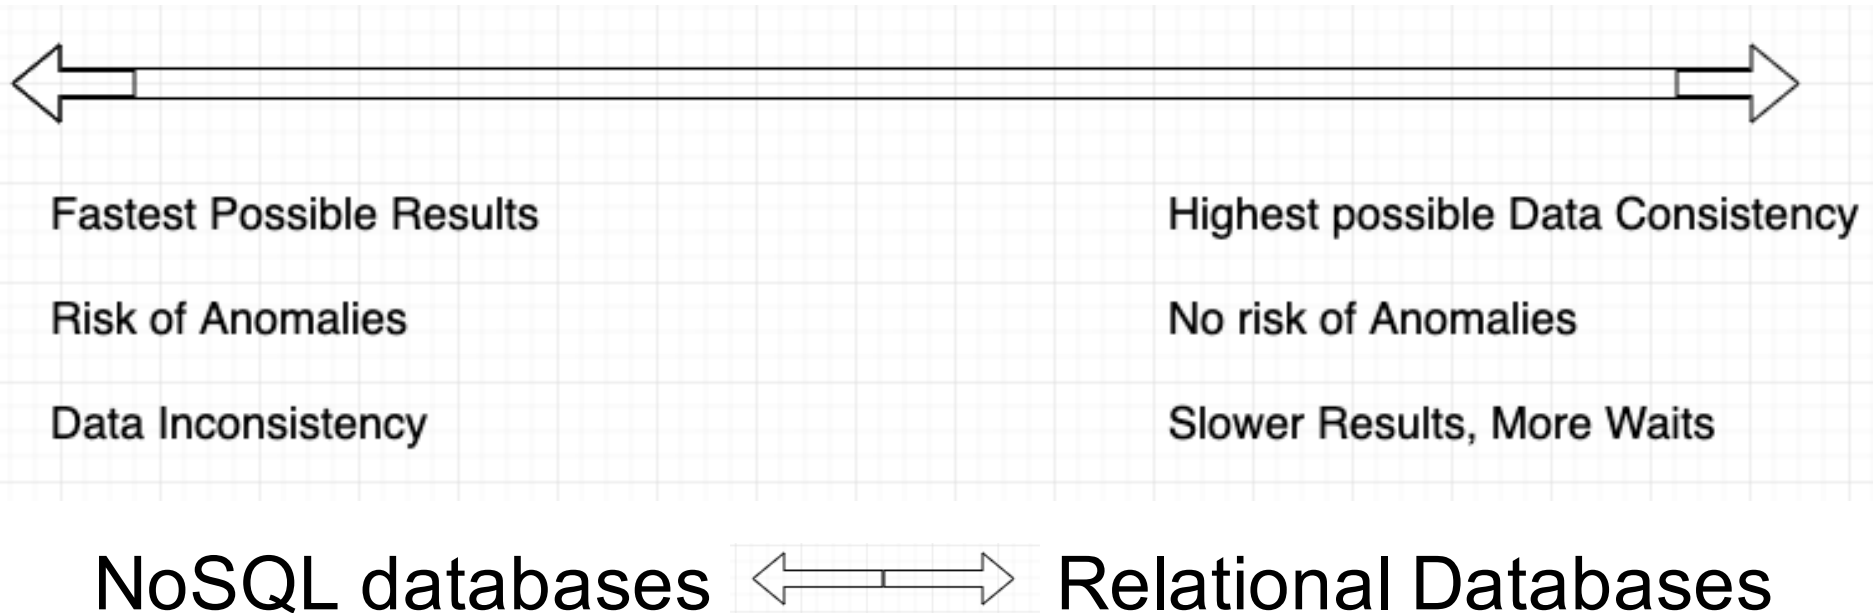 Fastest Possible Results
Highest possible Data Consistency
Risk of Anomalies
No risk of Anomalies
Data Inconsistency
Slower Results, More Waits
NoSQL databases
Relational Databases